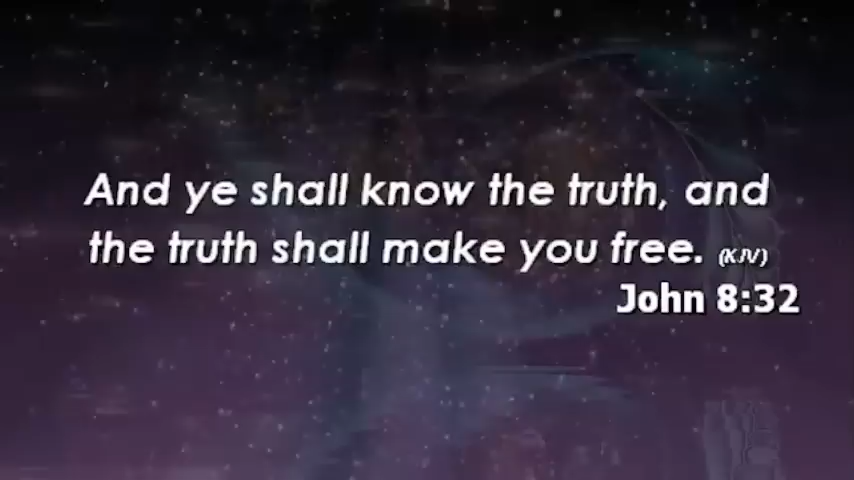 And ye shall know the truth, and
the truth shall make you free. (KJV)
John 8:32